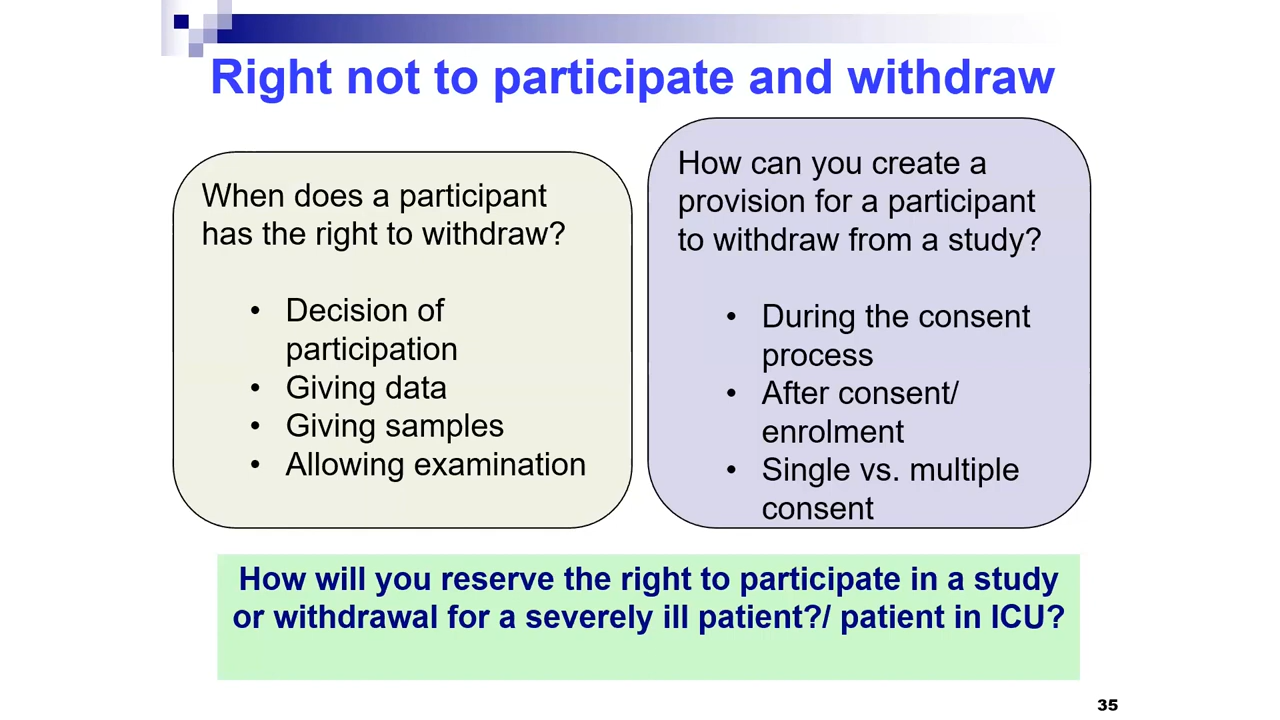 Right not to participate and withdraw
When does a participant
has the right to withdraw?
• Decision of
participation
• Giving data
• Giving samples
• Allowing examination
How can you create a
provision for a participant
to withdraw from a study?
• During the consent
process
• After consent/
enrolment
• Single vs. multiple
consent
How will you reserve the right to participate in a study
or withdrawal for a severely ill patient?/ patient in ICU?
35